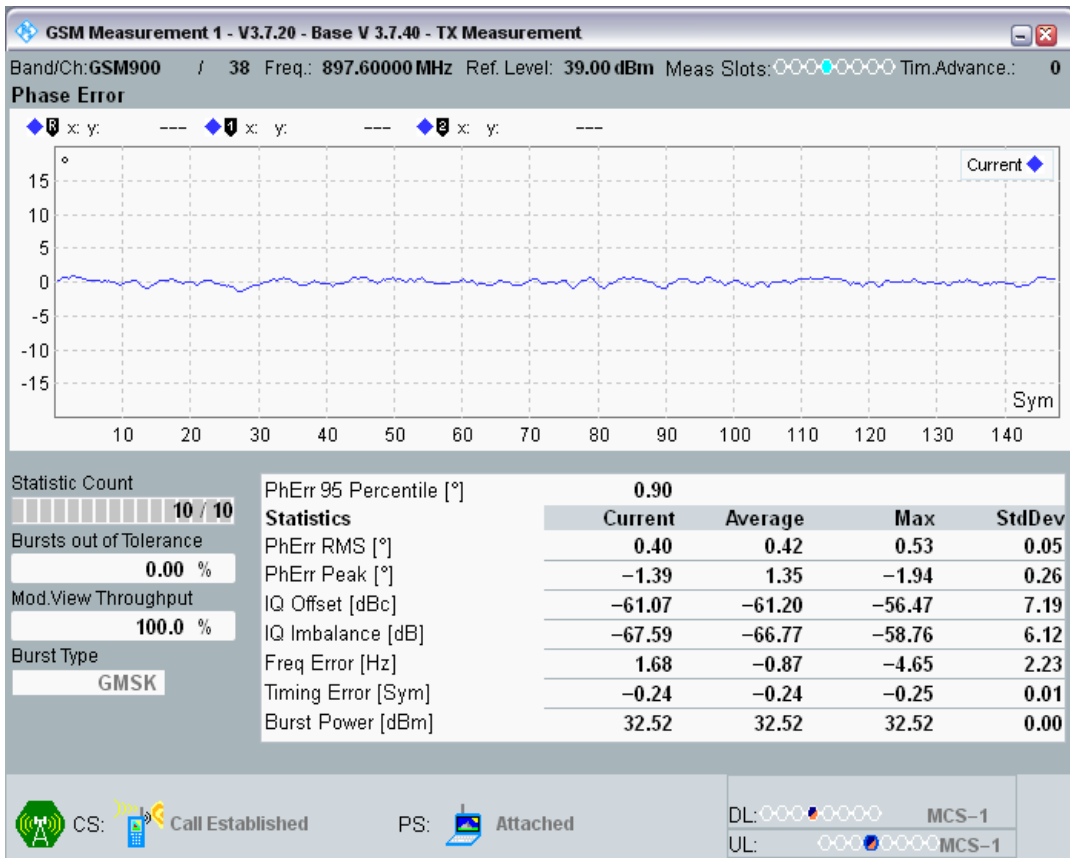 GSM Measurement 1 - V3.7.20 - Base V 3.7.40 - TX Measurement
Band/Ch:GSM900 / 38 Freq.: 897.60000 MHz Ref. Level: 39.00 dBm Meas Slots: Tim.Advance.: 0
Phase Error
R x: y: --- 1 x: y: --- 2 x: y: ---
° Current
15
10
5
0
-5
-10
-15
Sym
10 20 30 40 50 60 70 80 90 100 110 120 130 140
Statistic Count
10 / 10
Bursts out of Tolerance
0.00 %
Mod.View Throughput
100.0 %
Burst Type
GMSK
PhErr 95 Percentile [°] 0.90
Statistics Current Average Max StdDev
PhErr RMS [°] 0.40 0.42 0.53 0.05
PhErr Peak [°] −1.39 1.35 −1.94 0.26
IQ Offset [dBc] −61.07 −61.20 −56.47 7.19
IQ Imbalance [dB] −67.59 −66.77 −58.76 6.12
Freq Error [Hz] 1.68 −0.87 −4.65 2.23
Timing Error [Sym] −0.24 −0.24 −0.25 0.01
Burst Power [dBm] 32.52 32.52 32.52 0.00
CS: Call Established PS: Attached
DL: MCS−1
UL: MCS−1